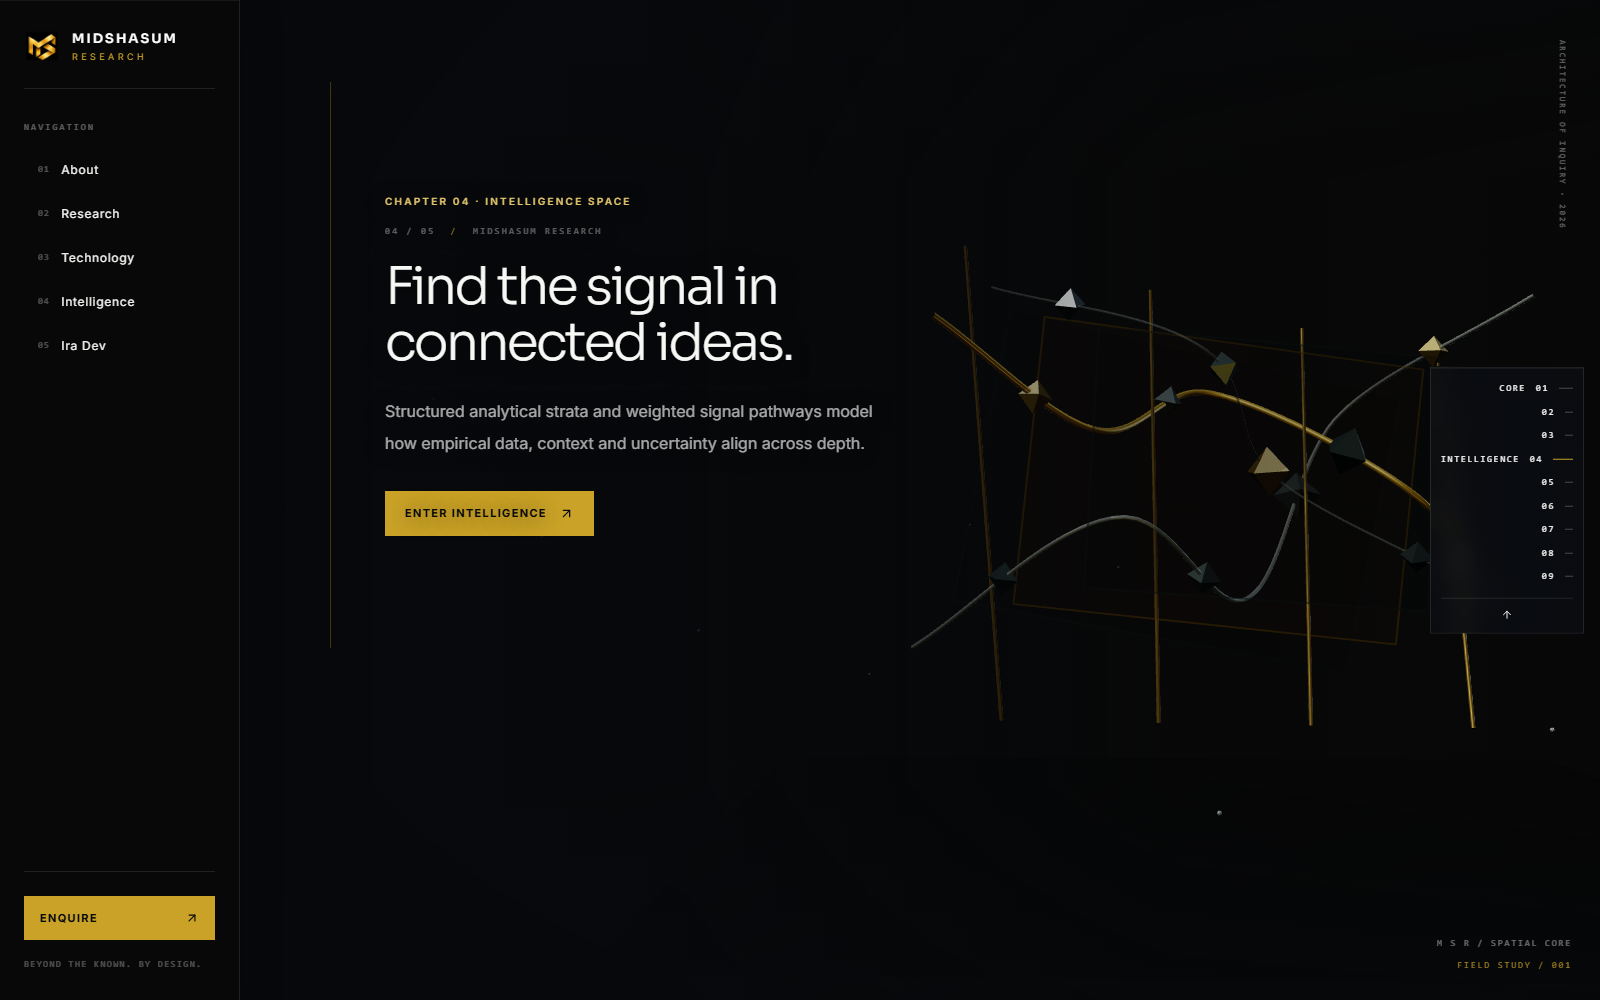 MIDSHASUM
RESEARCH
NAVIGATION
01 About
02 Research
03 Technology
04 Intelligence
05 Ira Dev
ENQUIRE
BEYOND THE KNOWN. BY DESIGN.
CHAPTER 04 · INTELLIGENCE SPACE
04 / 05 / MIDSHASUM RESEARCH
Find the signal in
connected ideas.
Structured analytical strata and weighted signal pathways model
how empirical data, context and uncertainty align across depth.
ENTER INTELLIGENCE
ARCHITECTURE OF INQUIRY · 2026
CORE 01
02
03
INTELLIGENCE 04
05
06
07
08
09
M S R / SPATIAL CORE
FIELD STUDY / 001